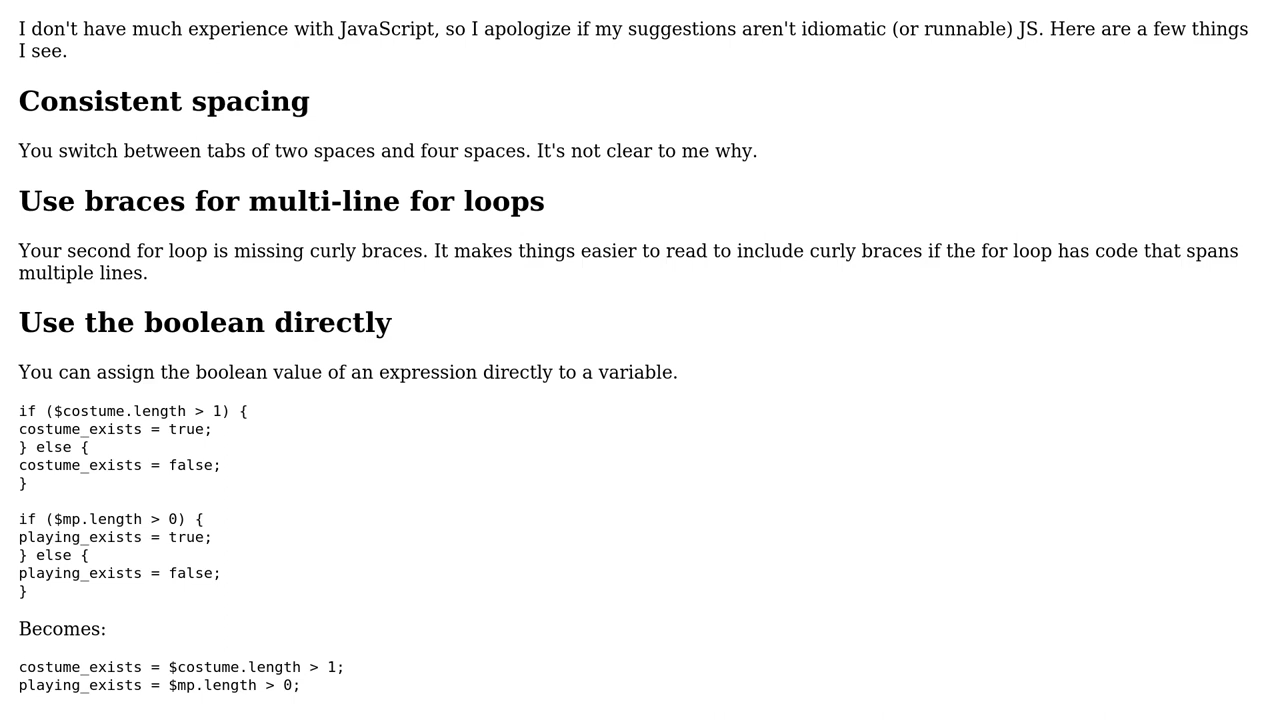 I don't have much experience with JavaScript, so I apologize if my suggestions aren't idiomatic (or runnable) JS. Here are a few things
I see.
Consistent spacing
You switch between tabs of two spaces and four spaces. It's not clear to me why.
Use braces for multi-line for loops
Your second for loop is missing curly braces. It makes things easier to read to include curly braces if the for loop has code that spans
multiple lines.
Use the boolean directly
You can assign the boolean value of an expression directly to a variable.
if ($costume.length > 1) {
costume_exists = true;
} else {
costume_exists = false;
}
if ($mp.length > 0) {
playing_exists = true;
} else {
playing_exists = false;
}
Becomes:
costume_exists = $costume.length > 1;
playing_exists = $mp.length > 0;